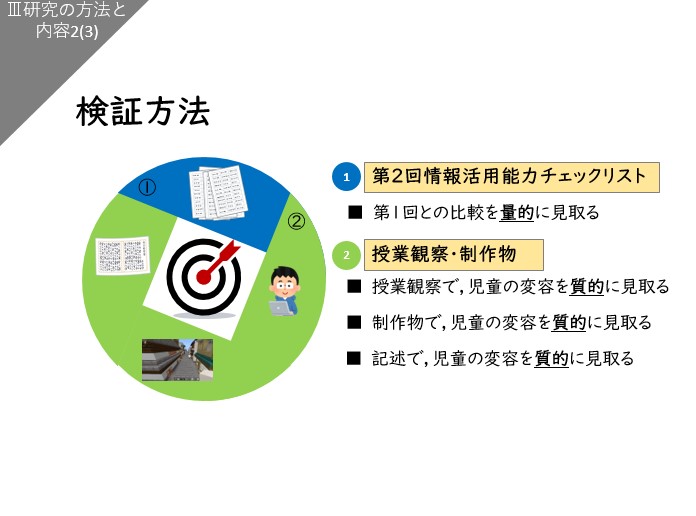 Ⅲ研究の方法と
内容2(3)
検証方法
①
②
1 第2回情報活用能力チェックリスト
■ 第1回との比較を量的に見取る
2 授業観察・制作物
■ 授業観察で,児童の変容を質的に見取る
■ 制作物で,児童の変容を質的に見取る
■ 記述で,児童の変容を質的に見取る